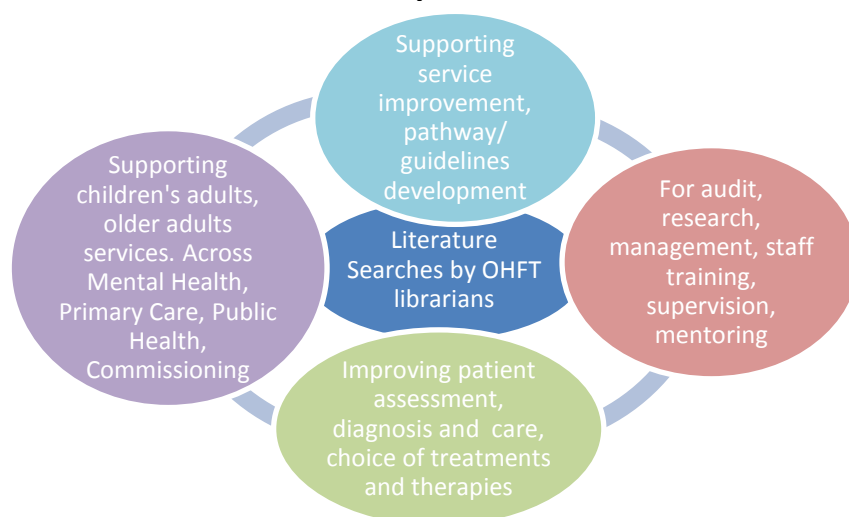 Supporting
service
improvement,
pathway/
guidelines
development
Supporting
children's adults,
older adults
services. Across
Mental Health,
Primary Care, Public
Health,
Commissioning
Literature
Searches by OHFT
librarians
For audit,
research,
management, staff
training,
supervision,
mentoring
Improving patient
assessment,
diagnosis and care,
choice of treatments
and therapies